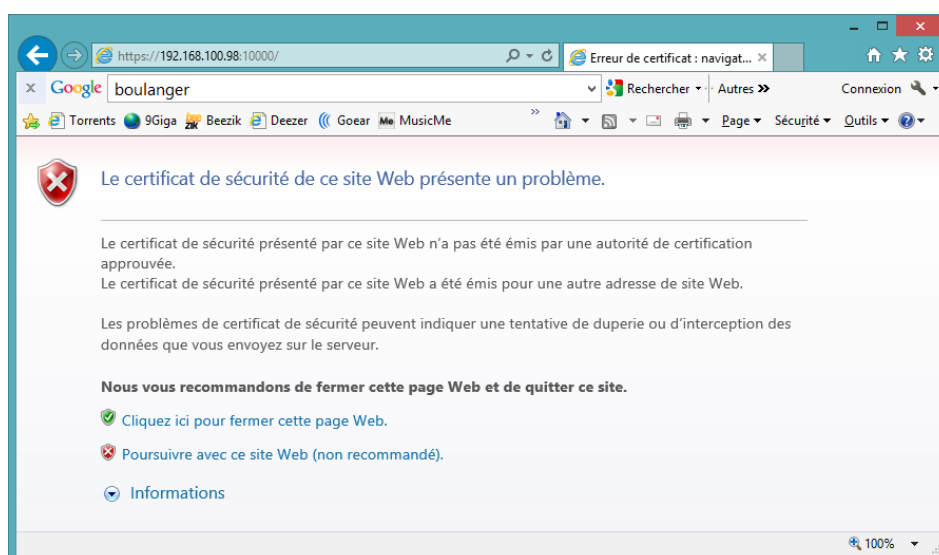 https://192.168.100.98:10000/
Erreur de certificat : navigat...
x Google boulanger Rechercher Autres » Connexion
Torrents 9Giga Beezik Deezer Goear Me MusicMe » Page Sécurité Outils
Le certificat de sécurité de ce site Web présente un problème.
Le certificat de sécurité présenté par ce site Web n'a pas été émis par une autorité de certification
approuvée.
Le certificat de sécurité présenté par ce site Web a été émis pour une autre adresse de site Web.
Les problèmes de certificat de sécurité peuvent indiquer une tentative de duperie ou d'interception des
données que vous envoyez sur le serveur.
Nous vous recommandons de fermer cette page Web et de quitter ce site.
Cliquez ici pour fermer cette page Web.
Poursuivre avec ce site Web (non recommandé).
Informations
100%